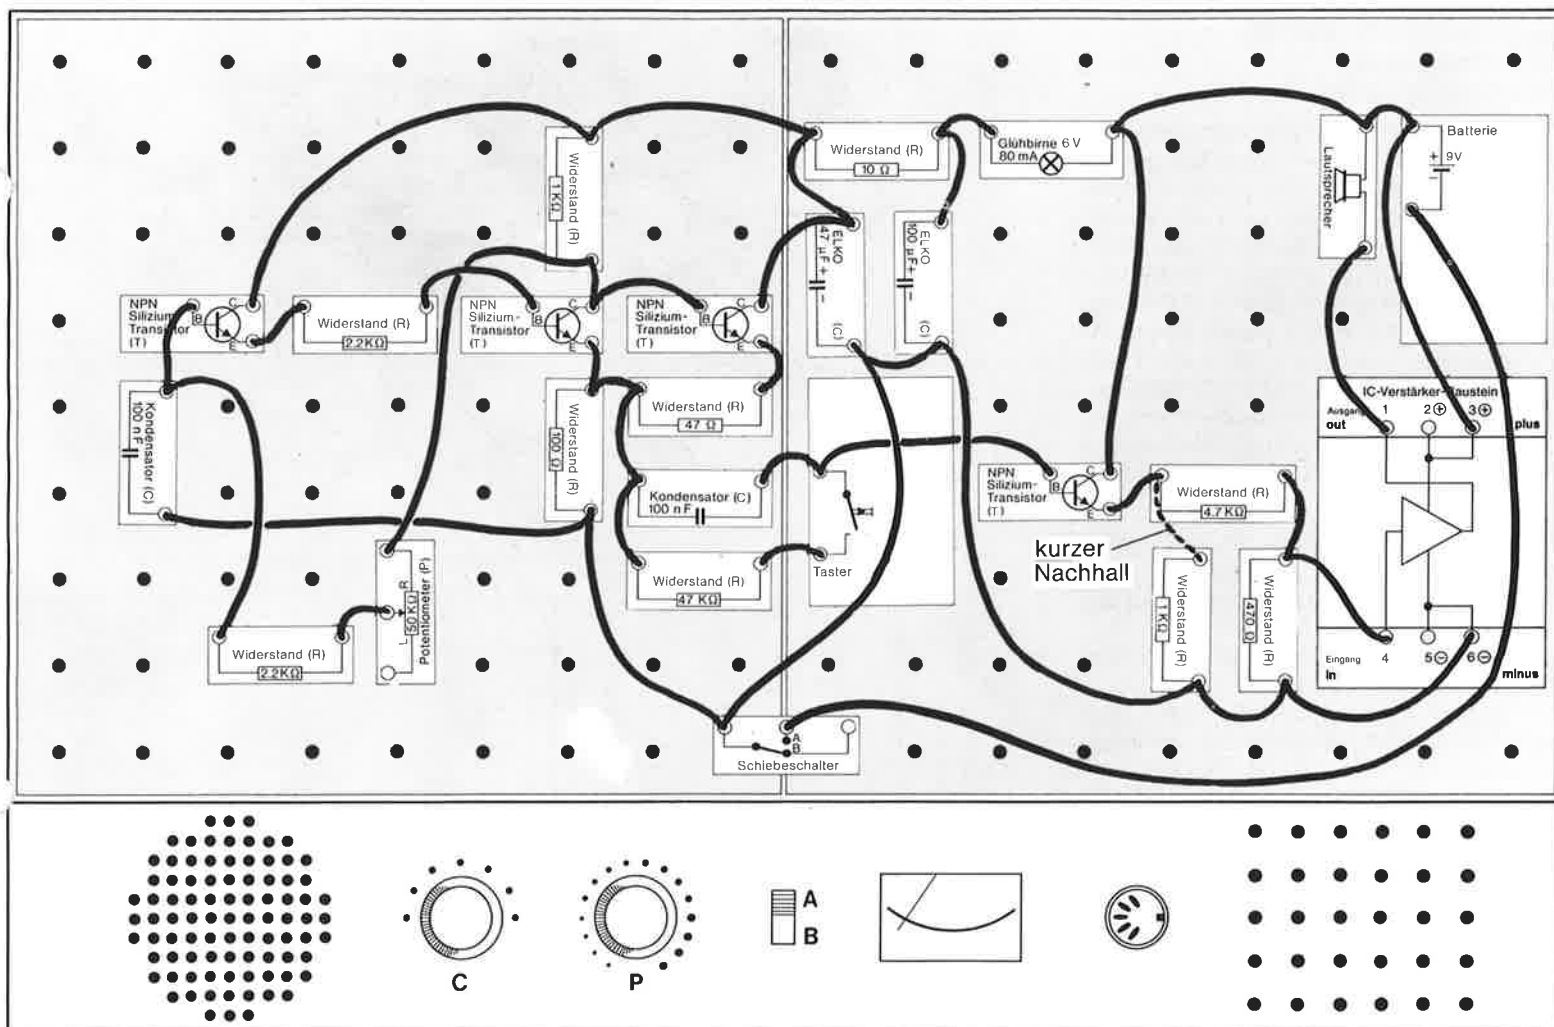 Widerstand (R)
1 KΩ
Widerstand (R)
10 Ω
Glühbirne 6 V
80 mA
Lautsprecher
Batterie
+
9V
-
ELKO
47 µF +
-
(C)
ELKO
100 µF +
-
(C)
NPN
Silizium-
Transistor
(T)
B
C
E
Widerstand (R)
2.2KΩ
NPN
Silizium-
Transistor
(T)
B
C
E
NPN
Silizium-
Transistor
(T)
B
C
E
Kondensator (C)
100 nF
Widerstand (R)
100 Ω
Widerstand (R)
47 Ω
Kondensator (C)
100 nF
Widerstand (R)
47 KΩ
Taster
NPN
Silizium-
Transistor
(T)
B
C
E
Widerstand (R)
4.7 KΩ
kurzer
Nachhall
Widerstand (R)
1 KΩ
Widerstand (R)
470 Ω
IC-Verstärker-Baustein
Ausgang 1 2⊕ 3⊕
out plus
Eingang 4 5⊖ 6⊖
in minus
Potentiometer (P)
50 KΩ
R
L
Widerstand (R)
2.2KΩ
A
B
Schiebeschalter
C
P
A
B